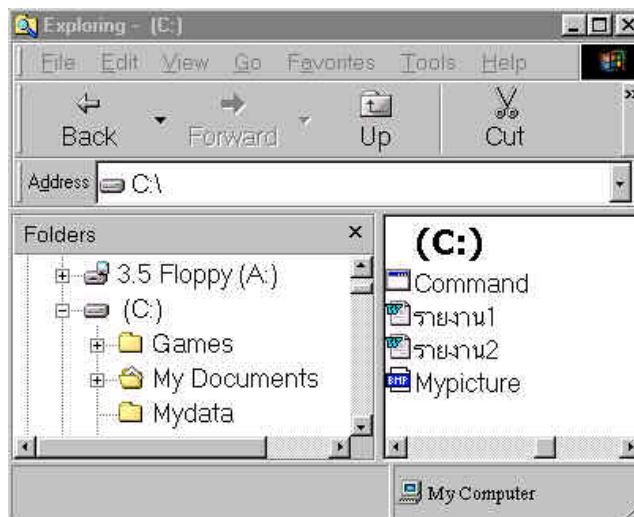 Exploring - (C:)
File Edit View Go Favorites Tools Help
Back Forward Up Cut
Address C:\
Folders
3.5 Floppy (A:)
(C:)
Games
My Documents
Mydata
(C:)
Command
รายงาน1
รายงาน2
BMP Mypicture
My Computer